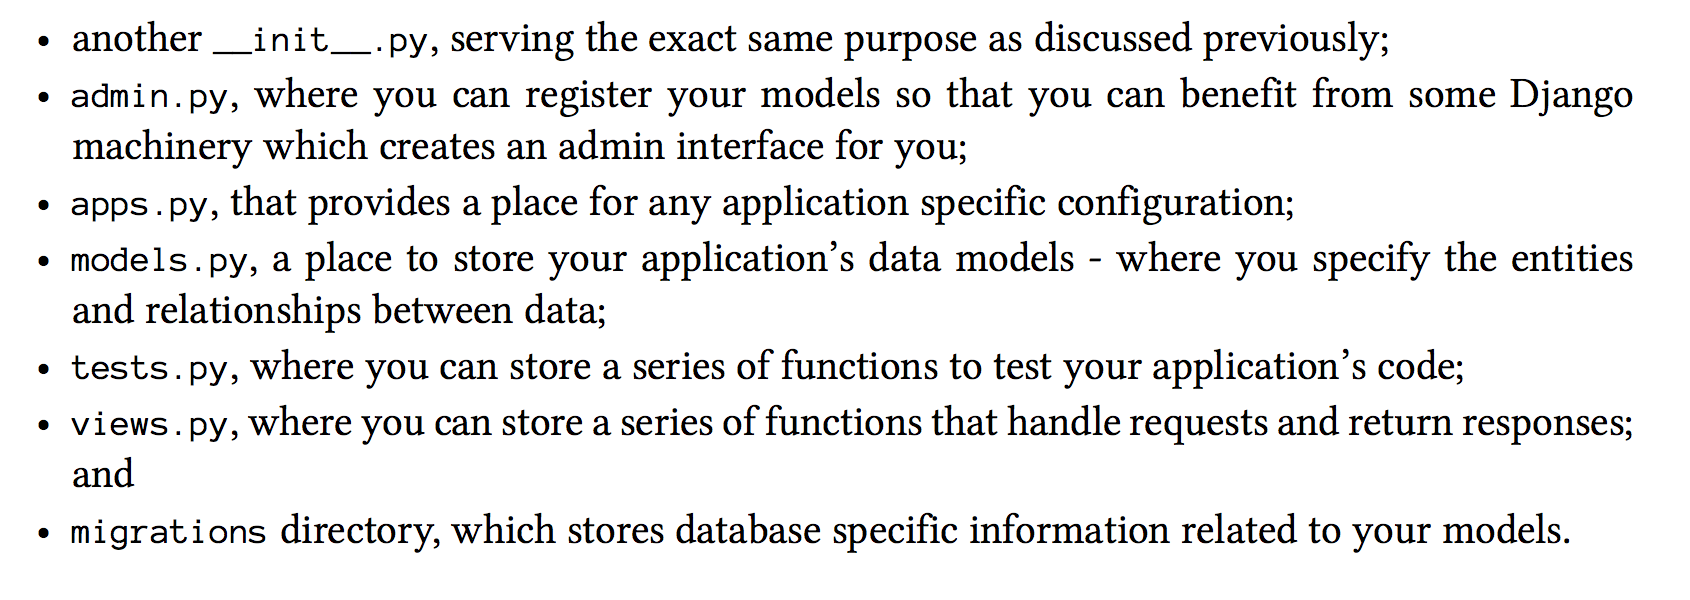 • another __init__.py, serving the exact same purpose as discussed previously;
• admin.py, where you can register your models so that you can benefit from some Django
machinery which creates an admin interface for you;
• apps.py, that provides a place for any application specific configuration;
• models.py, a place to store your application’s data models - where you specify the entities
and relationships between data;
• tests.py, where you can store a series of functions to test your application’s code;
• views.py, where you can store a series of functions that handle requests and return responses;
and
• migrations directory, which stores database specific information related to your models.